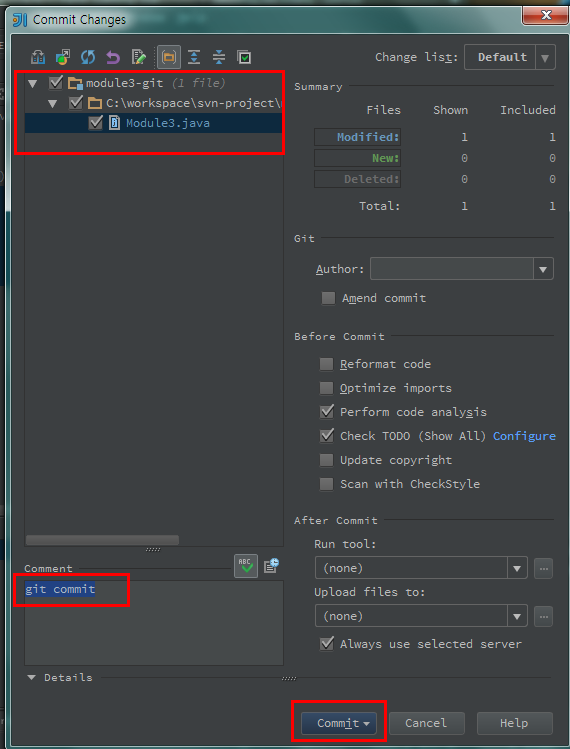 Commit Changes
Change list: Default
module3-git (1 file)
C:\workspace\svn-project\
Module3.java
Summary
Files Shown Included
Modified: 1 1
New: 0 0
Deleted: 0 0
Total: 1 1
Git
Author:
Amend commit
Before Commit
Reformat code
Optimize imports
Perform code analysis
Check TODO (Show All) Configure
Update copyright
Scan with CheckStyle
After Commit
Run tool:
(none)
Upload files to:
(none)
Always use selected server
Comment
ABC
git commit
Details
Commit Cancel Help